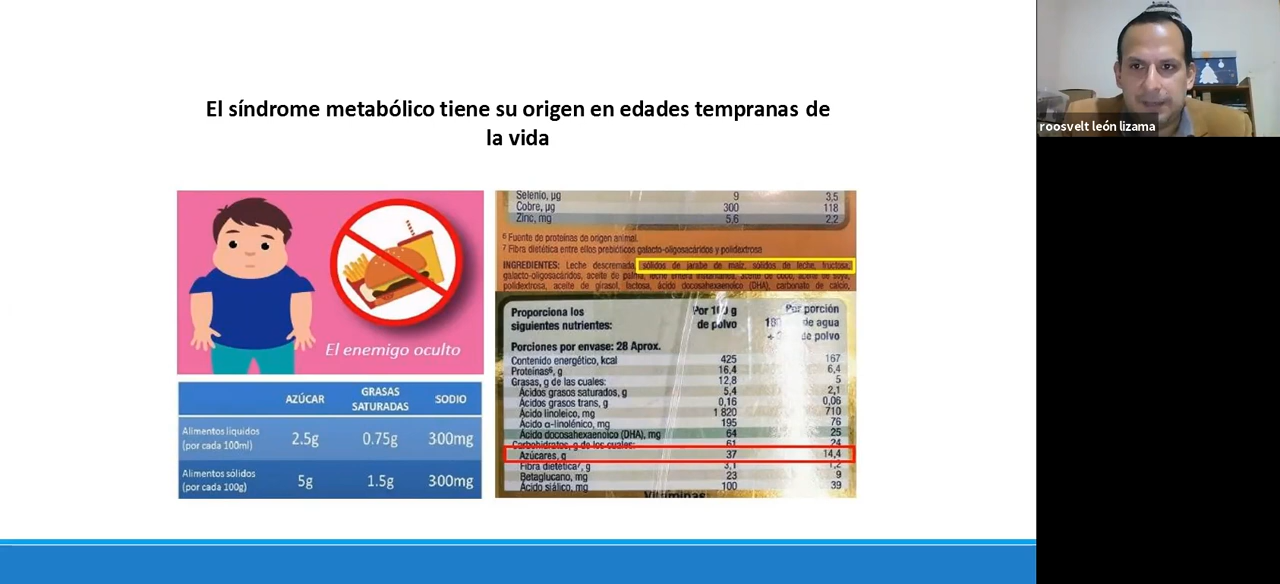 El síndrome metabólico tiene su origen en edades tempranas de
la vida
roosvelt león lizama
El enemigo oculto
AZÚCAR
GRASAS
SATURADAS
SODIO
Alimentos líquidos
(por cada 100ml)
2.5g
0.75g
300mg
Alimentos sólidos
(por cada 100g)
5g
1.5g
300mg
Selenio, µg 9 3,5
Cobre, µg 300 118
Zinc, mg 5,6 2,2
⁶ Fuente de proteínas de origen animal.
⁷ Fibra dietética entre ellos prebióticos galacto-oligosacáridos y polidextrosa
INGREDIENTES: Leche descremada, sólidos de jarabe de maíz, sólidos de leche, fructosa,
galacto-oligosacáridos, aceite de palma, leche entera instantánea, aceite de coco, aceite de soya,
polidextrosa, aceite de girasol, lactosa, ácido docosahexaenoico (DHA), carbonato de calcio,
Proporciona los
siguientes nutrientes:
Por 100 g
de polvo
Por porción
de agua
de polvo
Porciones por envase: 28 Aprox.
Contenido energético, kcal 425 167
Proteínas⁶, g 16,4 6,4
Grasas, g de las cuales: 12,8 5
Ácidos grasos saturados, g 5,4 2,1
Ácidos grasos trans, g 0,16 0,06
Ácido linoleico, mg 1 820 710
Ácido α-linolénico, mg 195 76
Ácido docosahexaenoico (DHA), mg 64 25
Carbohidratos, g de los cuales: 61 24
Azúcares, g 37 14,4
Fibra dietética⁷, g 3,1 1,2
Betaglucano, mg 23 9
Ácido siálico, mg 100 39
Vitaminas